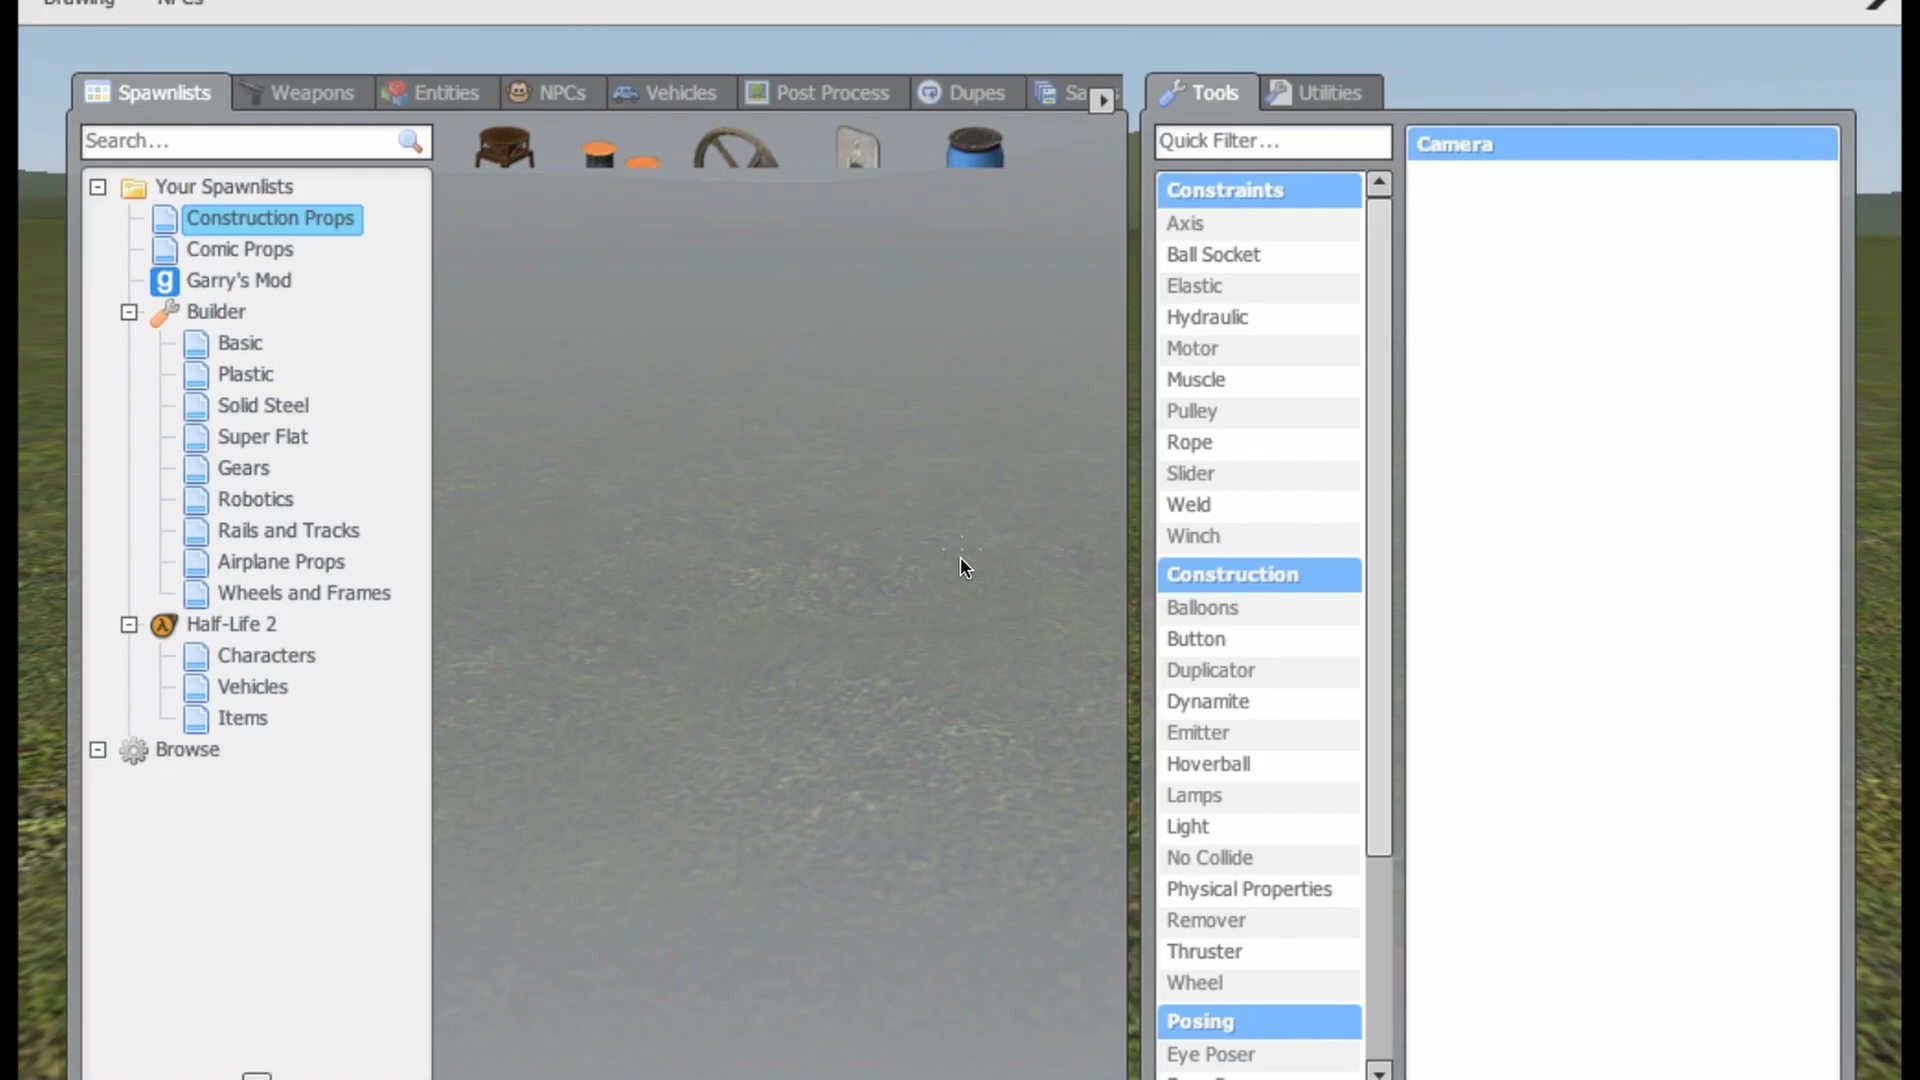 Drawing NPCs
Spawnlists Weapons Entities NPCs Vehicles Post Process Dupes Sa
Tools Utilities
Search...
Your Spawnlists
Construction Props
Comic Props
Garry's Mod
Builder
Basic
Plastic
Solid Steel
Super Flat
Gears
Robotics
Rails and Tracks
Airplane Props
Wheels and Frames
Half-Life 2
Characters
Vehicles
Items
Browse
Quick Filter...
Constraints
Axis
Ball Socket
Elastic
Hydraulic
Motor
Muscle
Pulley
Rope
Slider
Weld
Winch
Construction
Balloons
Button
Duplicator
Dynamite
Emitter
Hoverball
Lamps
Light
No Collide
Physical Properties
Remover
Thruster
Wheel
Posing
Eye Poser
Camera